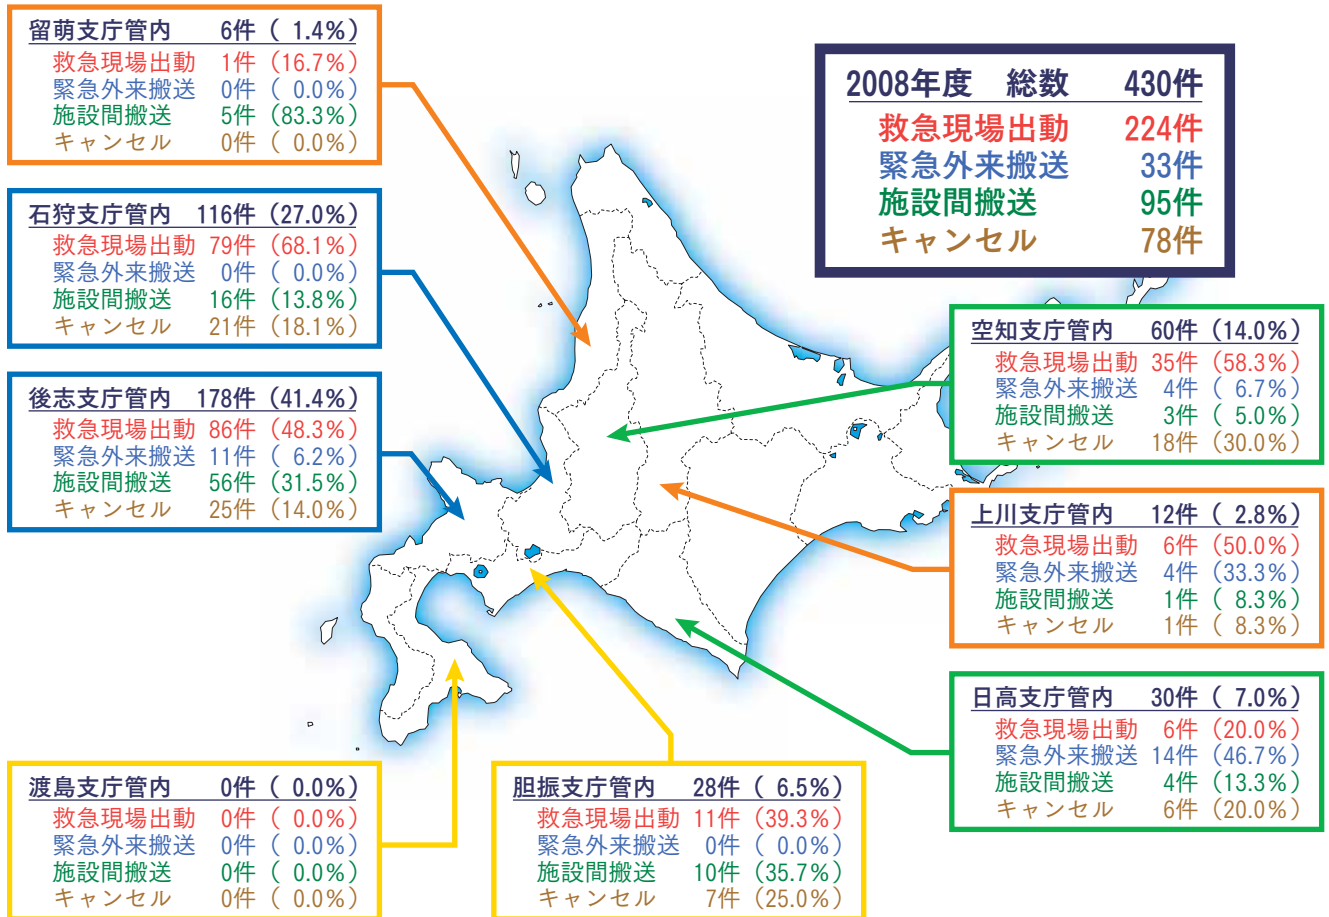 留萌支庁管内 6件 ( 1.4%)
救急現場出動 1件 (16.7%)
緊急外来搬送 0件 ( 0.0%)
施設間搬送 5件 (83.3%)
キャンセル 0件 ( 0.0%)
2008年度 総数 430件
救急現場出動 224件
緊急外来搬送 33件
施設間搬送 95件
キャンセル 78件
石狩支庁管内 116件 (27.0%)
救急現場出動 79件 (68.1%)
緊急外来搬送 0件 ( 0.0%)
施設間搬送 16件 (13.8%)
キャンセル 21件 (18.1%)
後志支庁管内 178件 (41.4%)
救急現場出動 86件 (48.3%)
緊急外来搬送 11件 ( 6.2%)
施設間搬送 56件 (31.5%)
キャンセル 25件 (14.0%)
空知支庁管内 60件 (14.0%)
救急現場出動 35件 (58.3%)
緊急外来搬送 4件 ( 6.7%)
施設間搬送 3件 ( 5.0%)
キャンセル 18件 (30.0%)
上川支庁管内 12件 ( 2.8%)
救急現場出動 6件 (50.0%)
緊急外来搬送 4件 (33.3%)
施設間搬送 1件 ( 8.3%)
キャンセル 1件 ( 8.3%)
日高支庁管内 30件 ( 7.0%)
救急現場出動 6件 (20.0%)
緊急外来搬送 14件 (46.7%)
施設間搬送 4件 (13.3%)
キャンセル 6件 (20.0%)
渡島支庁管内 0件 ( 0.0%)
救急現場出動 0件 ( 0.0%)
緊急外来搬送 0件 ( 0.0%)
施設間搬送 0件 ( 0.0%)
キャンセル 0件 ( 0.0%)
胆振支庁管内 28件 ( 6.5%)
救急現場出動 11件 (39.3%)
緊急外来搬送 0件 ( 0.0%)
施設間搬送 10件 (35.7%)
キャンセル 7件 (25.0%)